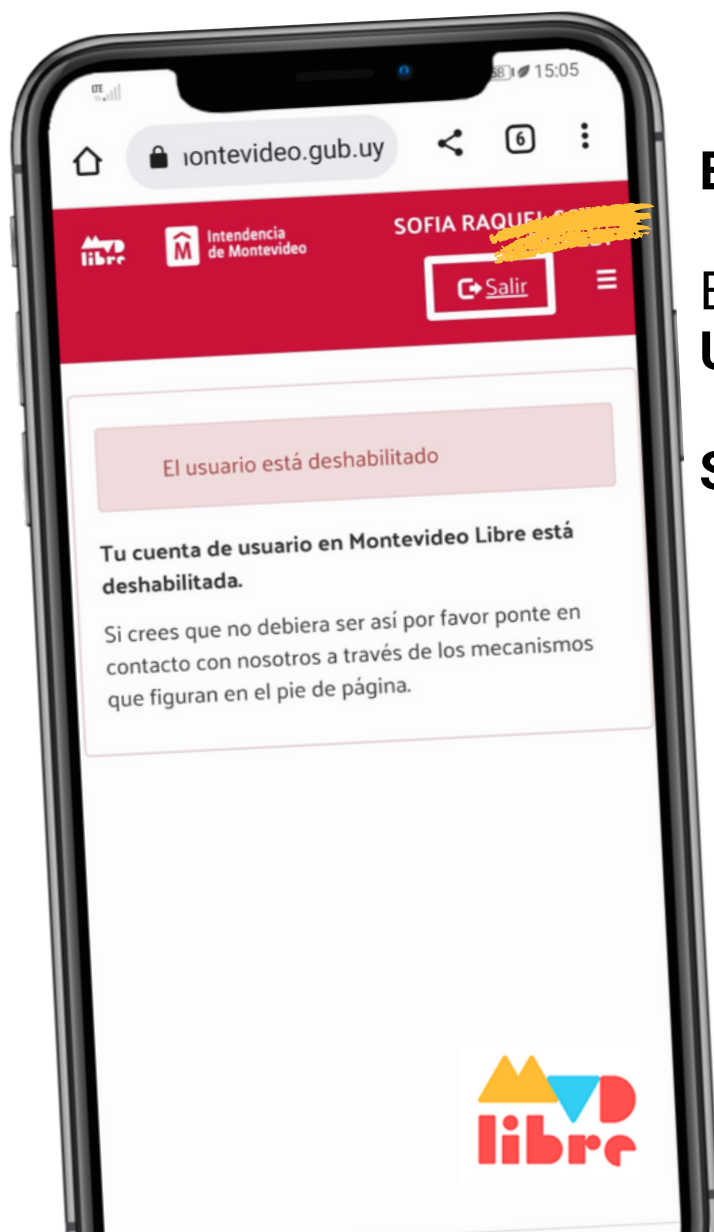 LTE
15:05
ontevideo.gub.uy
6
MVD
libre
Intendencia
de Montevideo
SOFIA RAQUEL
Salir
El usuario está deshabilitado
Tu cuenta de usuario en Montevideo Libre está
deshabilitada.
Si crees que no debiera ser así por favor ponte en
contacto con nosotros a través de los mecanismos
que figuran en el pie de página.
MVD
libre